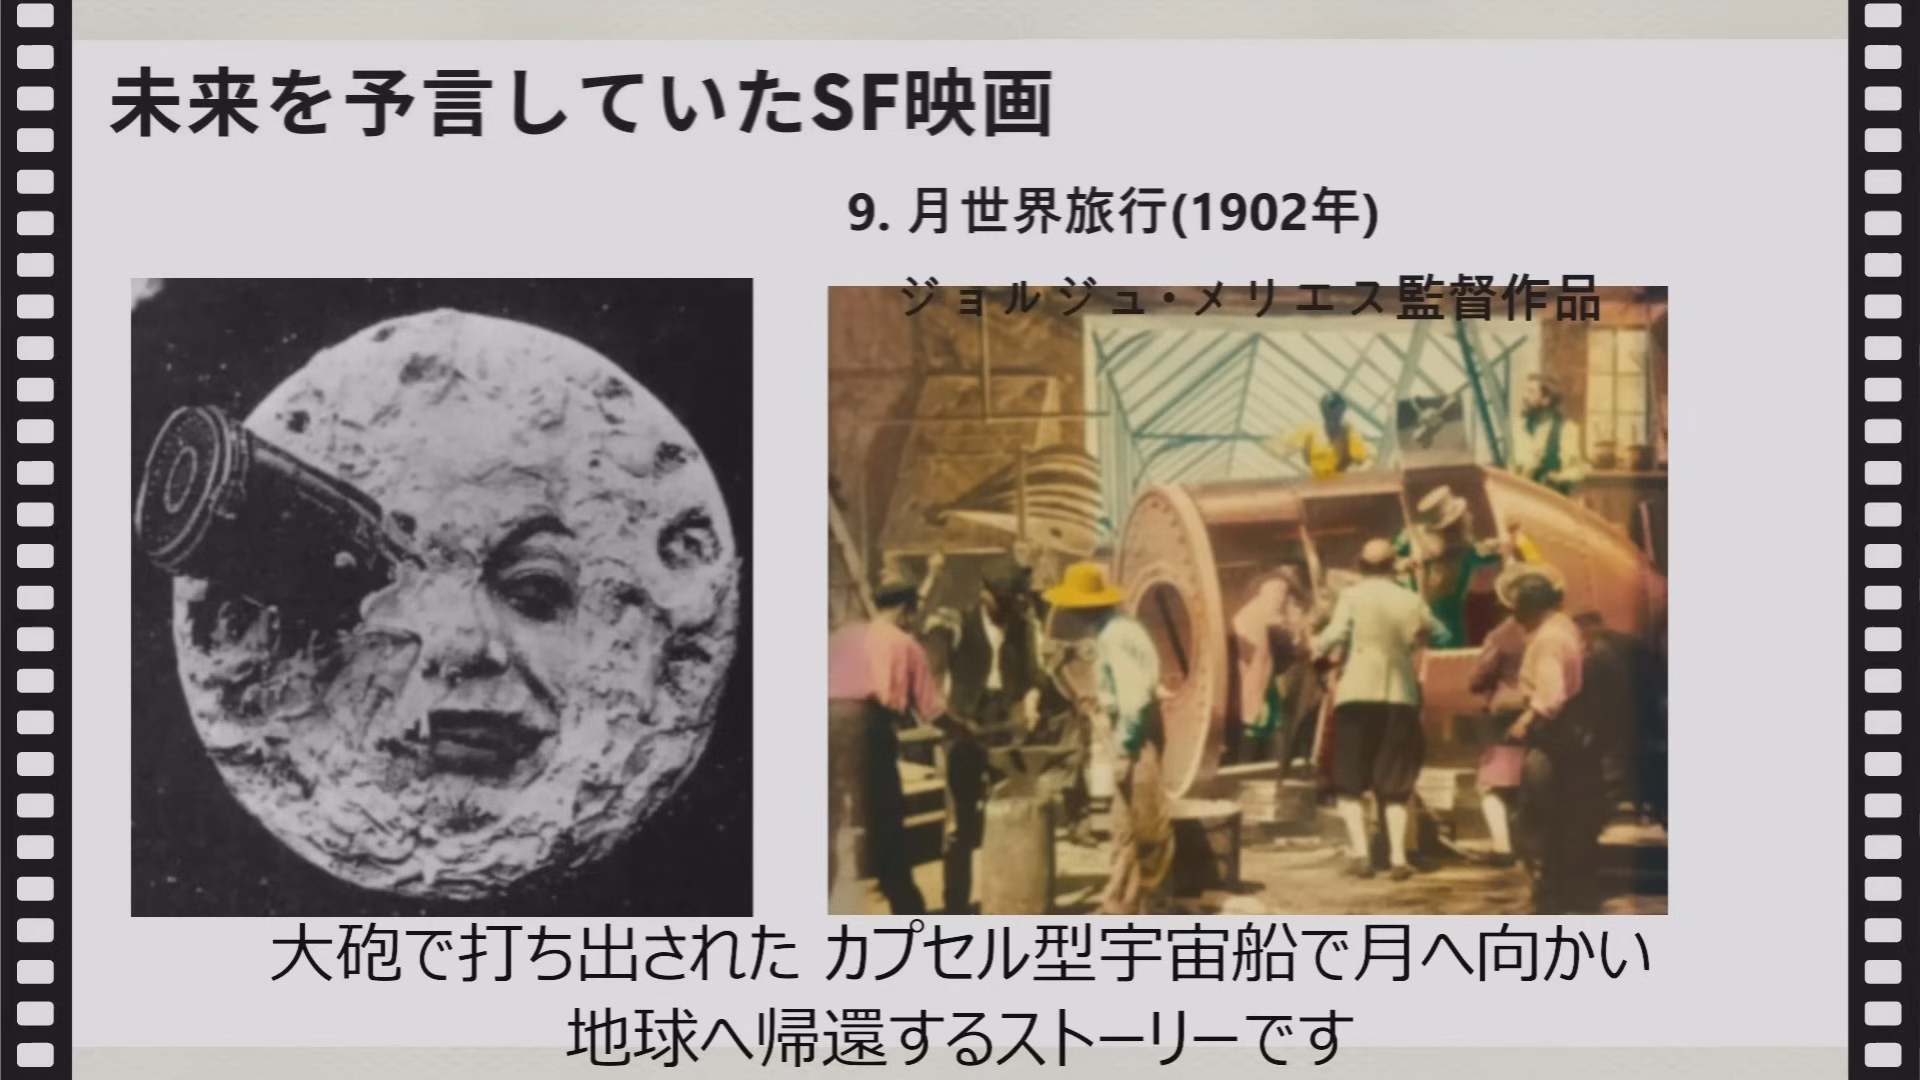 未来を予言していたSF映画
9. 月世界旅行(1902年)
ジョルジュ・メリエス監督作品
大砲で打ち出された カプセル型宇宙船で月へ向かい
地球へ帰還するストーリーです